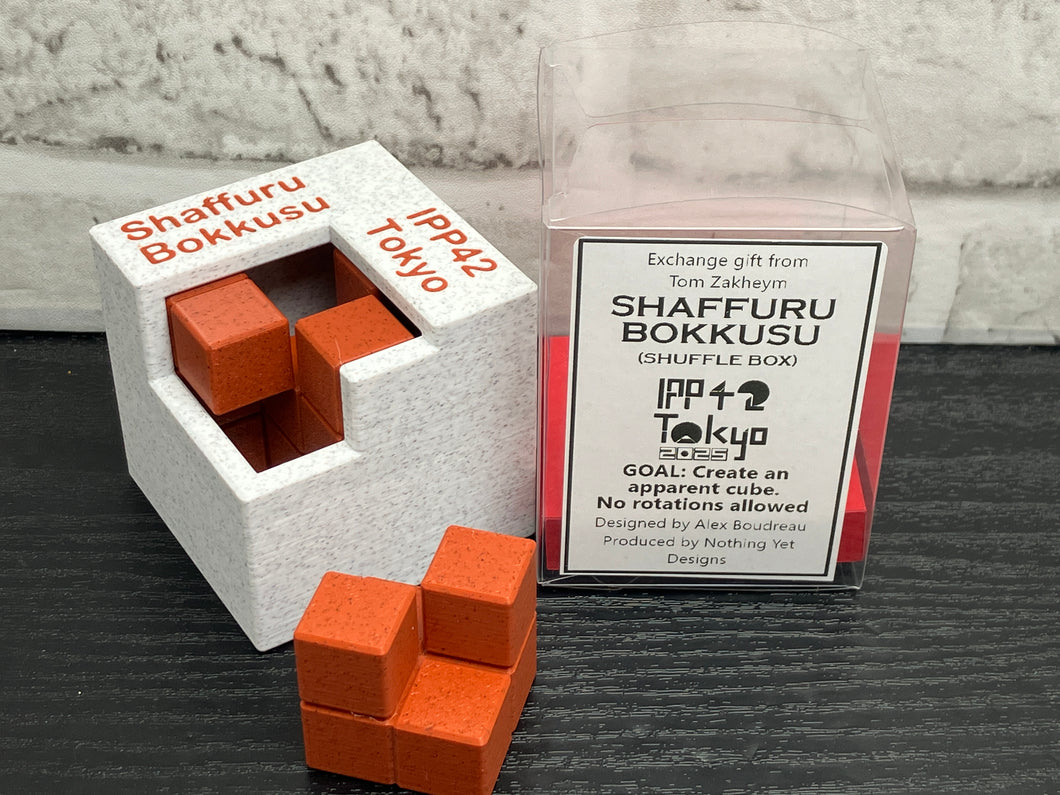 Shaffuru
Bokkusu
IPP42
Tokyo
Exchange gift from
Tom Zakheym
SHAFFURU
BOKKUSU
(SHUFFLE BOX)
IPP42
Tokyo
2025
GOAL: Create an
apparent cube.
No rotations allowed
Designed by Alex Boudreau
Produced by Nothing Yet
Designs